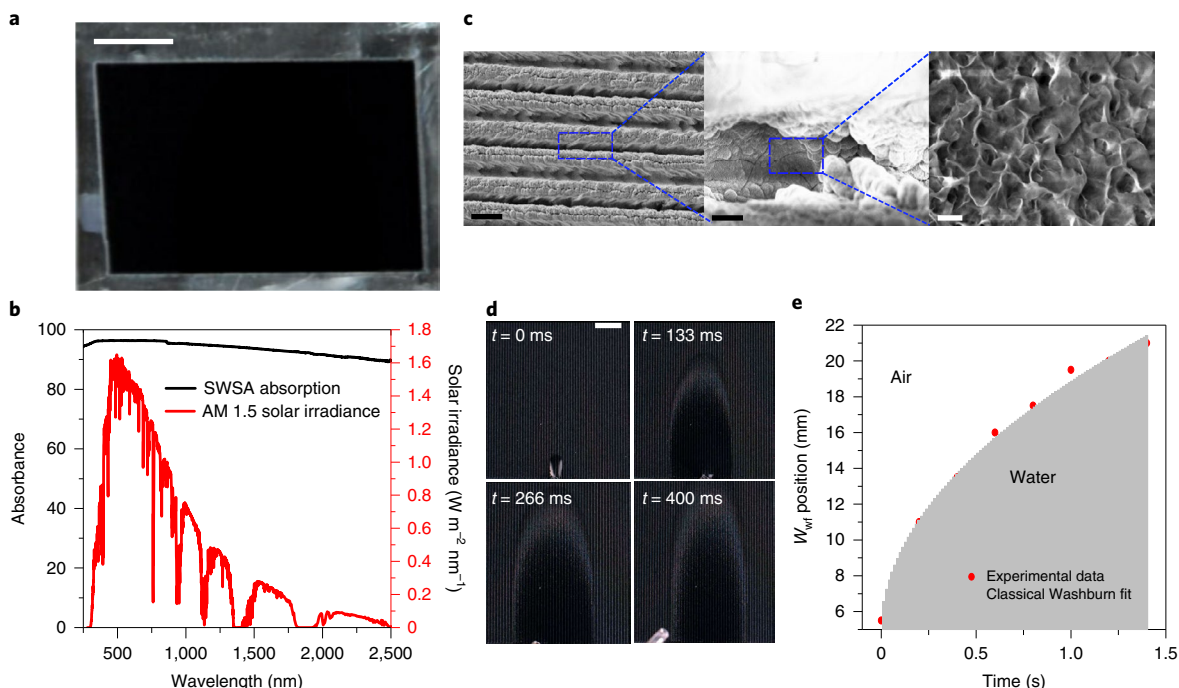 a
c
b
100
80
60
40
20
0
Absorbance
SWSA absorption
AM 1.5 solar irradiance
1.8
1.6
1.4
1.2
1.0
0.8
0.6
0.4
0.2
0
Solar irradiance (W m⁻² nm⁻¹)
500
1,000
1,500
2,000
2,500
Wavelength (nm)
d
t = 0 ms
t = 133 ms
t = 266 ms
t = 400 ms
e
22
20
18
16
14
12
10
8
6
W_wf position (mm)
Air
Water
Experimental data
Classical Washburn fit
0
0.5
1.0
1.5
Time (s)